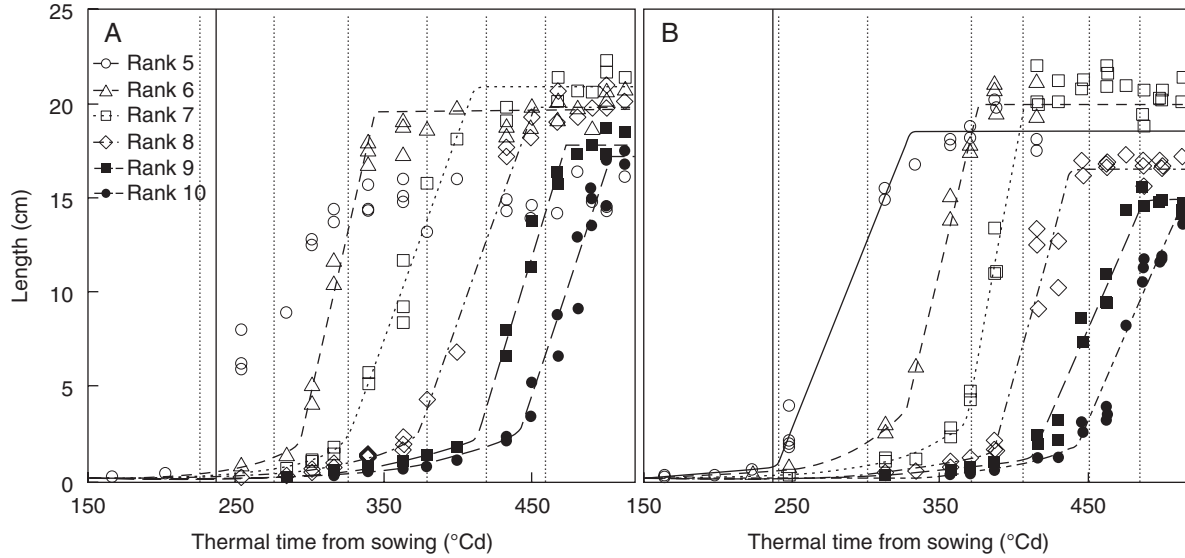 25
20
15
10
5
0
Length (cm)
A
Rank 5
Rank 6
Rank 7
Rank 8
Rank 9
Rank 10
150 250 350 450
Thermal time from sowing (°Cd)
B
150 250 350 450
Thermal time from sowing (°Cd)